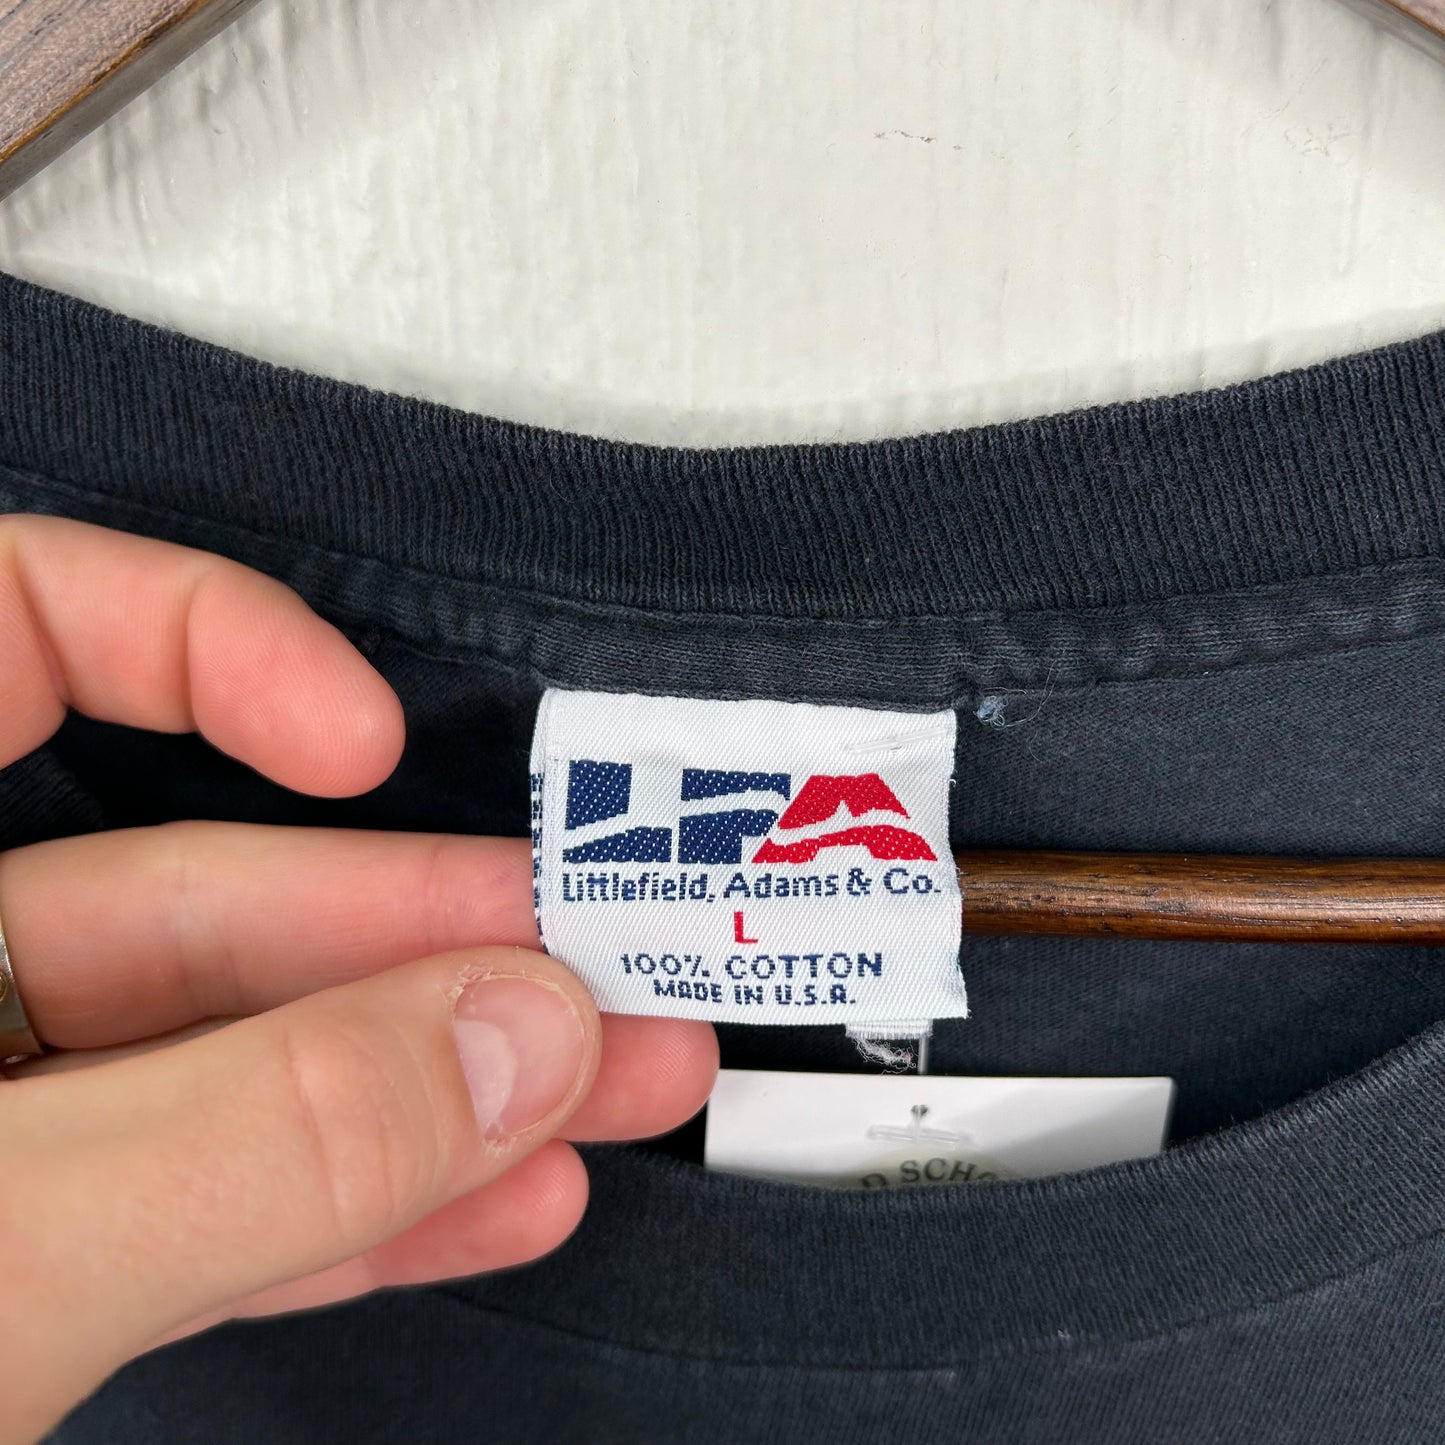 LFA
Littlefield, Adams & Co.
L
100% COTTON
MADE IN U.S.A.